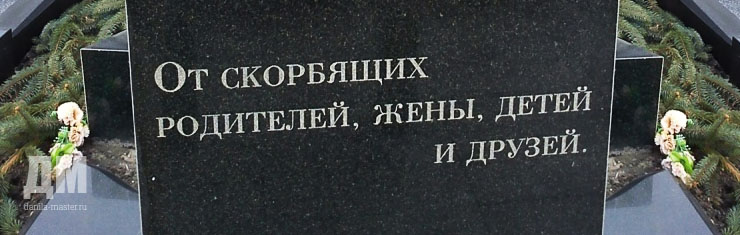 От скорбящих
родителей, жены, детей
и друзей.
ДМ
danila-master.ru